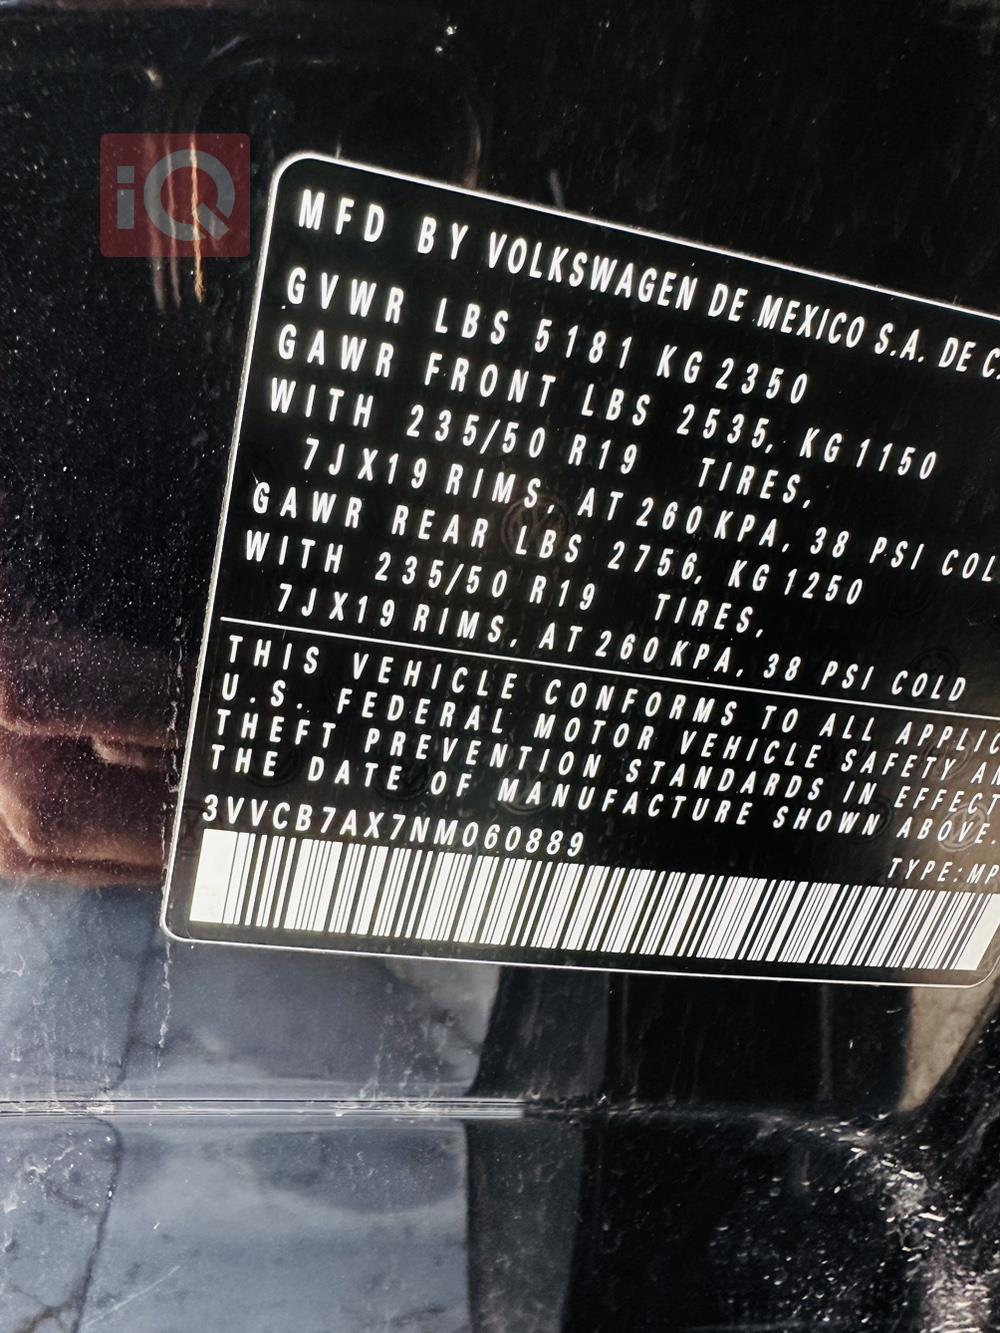 iQ
MFD BY VOLKSWAGEN DE MEXICO S.A. DE C.
GVWR LBS 5181 KG 2350
GAWR FRONT LBS 2535, KG 1150
WITH 235/50 R19 TIRES,
7JX19 RIMS, AT 260 KPA, 38 PSI COL
GAWR REAR LBS 2756, KG 1250
WITH 235/50 R19 TIRES,
7JX19 RIMS, AT 260 KPA, 38 PSI COLD
THIS VEHICLE CONFORMS TO ALL APPLIC
U.S. FEDERAL MOTOR VEHICLE SAFETY AN
THEFT PREVENTION STANDARDS IN EFFECT
THE DATE OF MANUFACTURE SHOWN ABOVE.
3VVCB7AX7NM060889
TYPE:MP